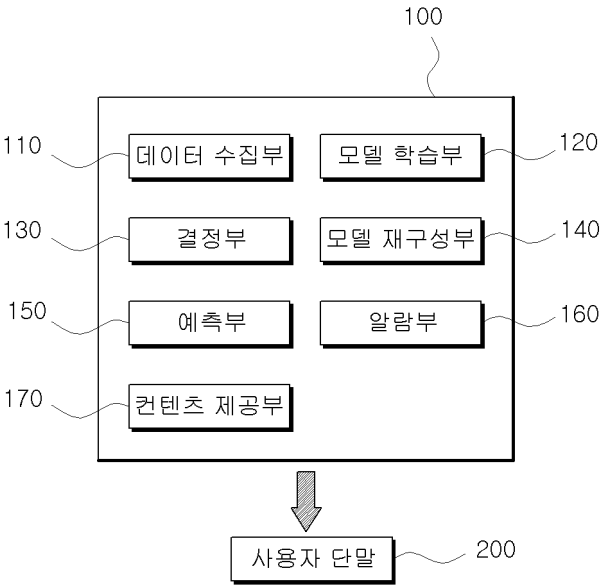 100
110 데이터 수집부 모델 학습부 120
130 결정부 모델 재구성부 140
150 예측부 알람부 160
170 컨텐츠 제공부
사용자 단말 200